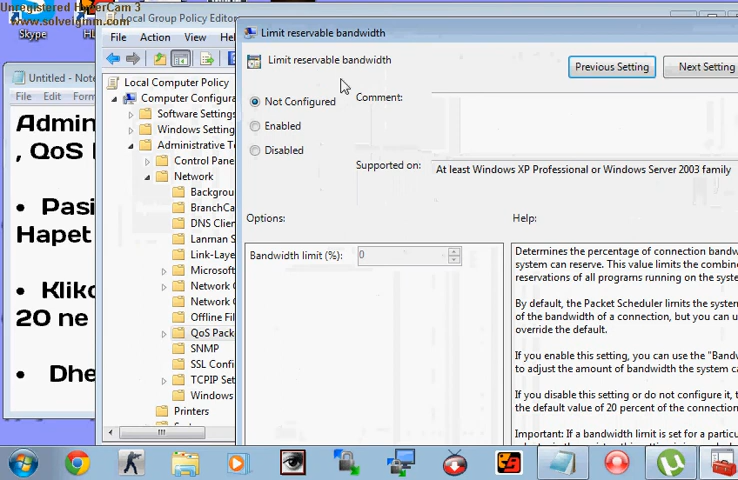 Unregistered HyperCam 3
www.solveigmm.com
Skype
Local Group Policy Editor
File Action View
Untitled - Note
File Edit Form
Admin
, QoS
• Pasi
Hapet
• Kliko
20 ne
• Dhe
Local Computer Policy
Computer Configura
Software Settings
Windows Setting
Administrative Te
Control Pane
Network
Backgrou
BranchCa
DNS Clien
Lanman S
Link-Laye
Microsoft
Network
Network C
Offline Fil
QoS Pack
SNMP
SSL Confi
TCPIP Set
Windows
Printers
Limit reservable bandwidth
Limit reservable bandwidth
Previous Setting
Next Setting
Not Configured
Enabled
Disabled
Comment:
Supported on:
At least Windows XP Professional or Windows Server 2003 family
Options:
Help:
Bandwidth limit (%):
0
Determines the percentage of connection bandw
system can reserve. This value limits the combine
reservations of all programs running on the syste
By default, the Packet Scheduler limits the system
of the bandwidth of a connection, but you can u
override the default.
If you enable this setting, you can use the "Bandw
to adjust the amount of bandwidth the system ca
If you disable this setting or do not configure it, t
the default value of 20 percent of the connection
Important: If a bandwidth limit is set for a particu